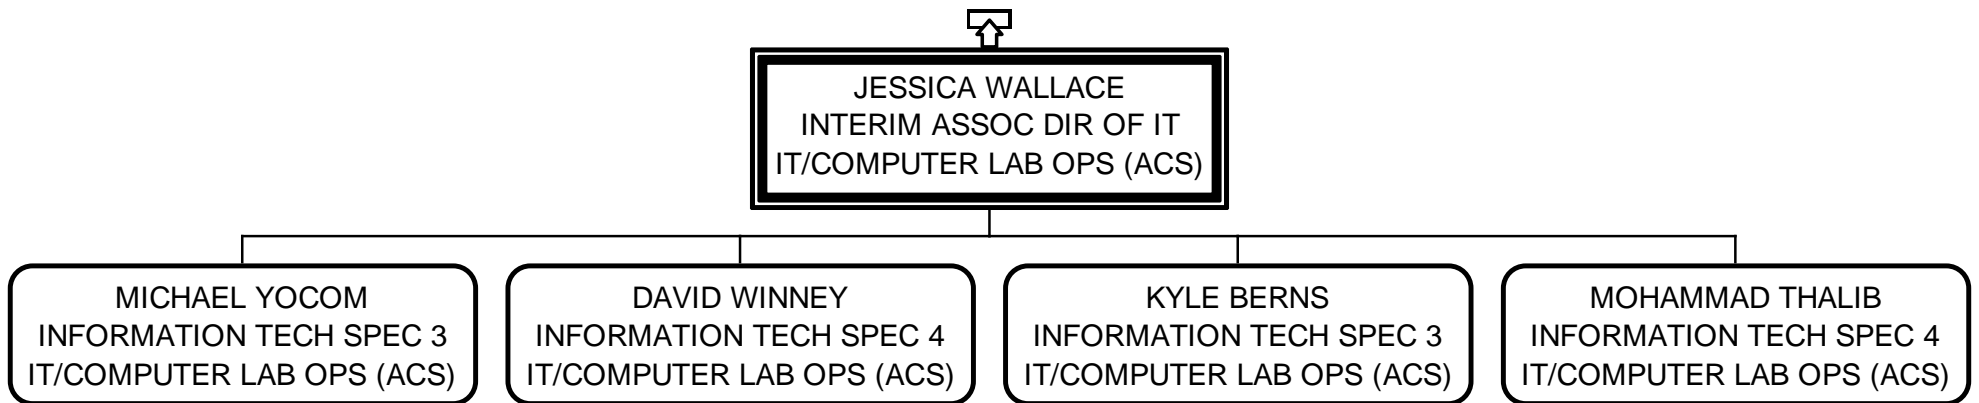 JESSICA WALLACE
INTERIM ASSOC DIR OF IT
IT/COMPUTER LAB OPS (ACS)
MICHAEL YOCOM
INFORMATION TECH SPEC 3
IT/COMPUTER LAB OPS (ACS)
DAVID WINNEY
INFORMATION TECH SPEC 4
IT/COMPUTER LAB OPS (ACS)
KYLE BERNS
INFORMATION TECH SPEC 3
IT/COMPUTER LAB OPS (ACS)
MOHAMMAD THALIB
INFORMATION TECH SPEC 4
IT/COMPUTER LAB OPS (ACS)